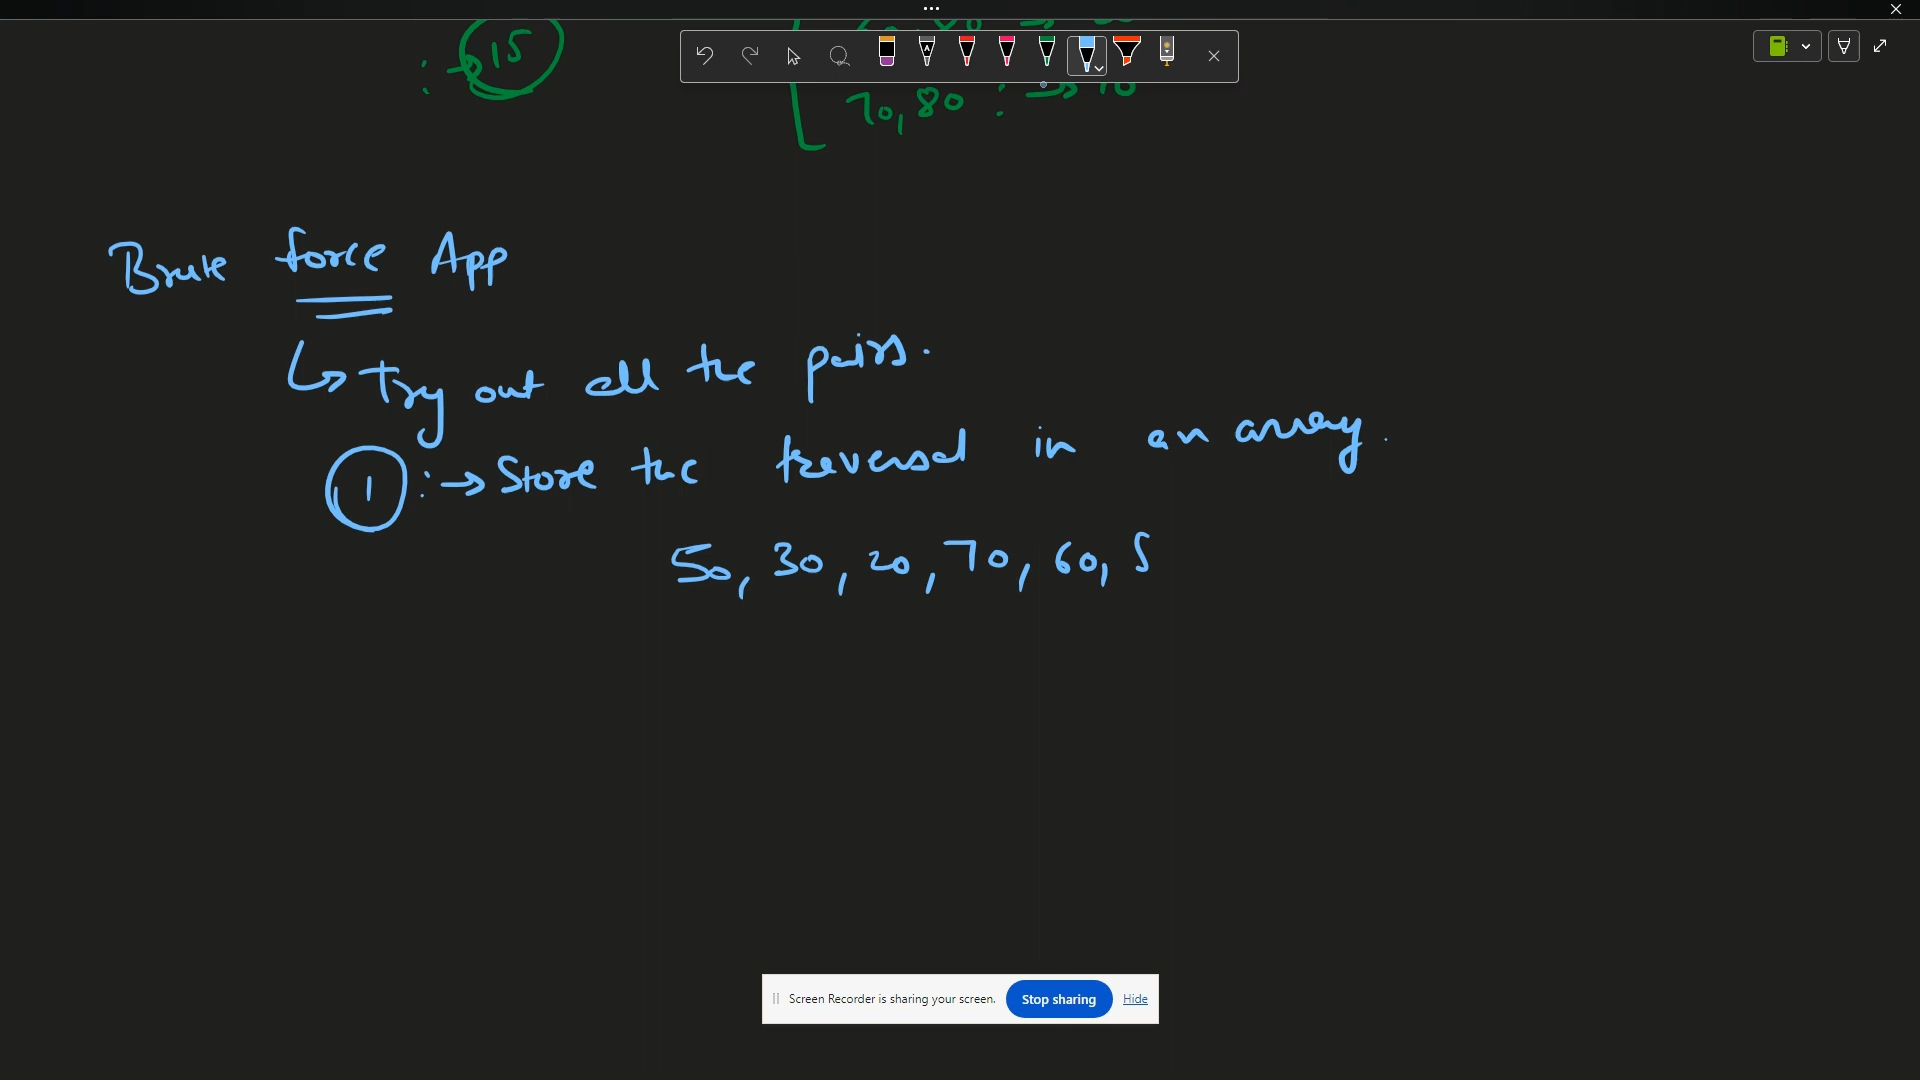 :→ 15
70, 80 : → 10
Brute force App
↳ Try out all the pairs.
1 :→ Store the traversal in an array.
50, 30, 20, 70, 60, 5
Screen Recorder is sharing your screen. Stop sharing Hide